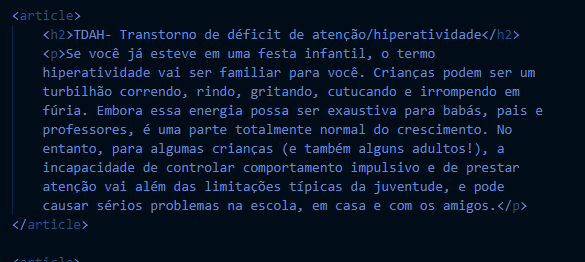 <article>
<h2>TDAH- Transtorno de déficit de atenção/hiperatividade</h2>
<p>Se você já esteve em uma festa infantil, o termo
hiperatividade vai ser familiar para você. Crianças podem ser um
turbilhão correndo, rindo, gritando, cutucando e irrompendo em
fúria. Embora essa energia possa ser exaustiva para babás, pais e
professores, é uma parte totalmente normal do crescimento. No
entanto, para algumas crianças (e também alguns adultos!), a
incapacidade de controlar comportamento impulsivo e de prestar
atenção vai além das limitações típicas da juventude, e pode
causar sérios problemas na escola, em casa e com os amigos.</p>
</article>
<article>